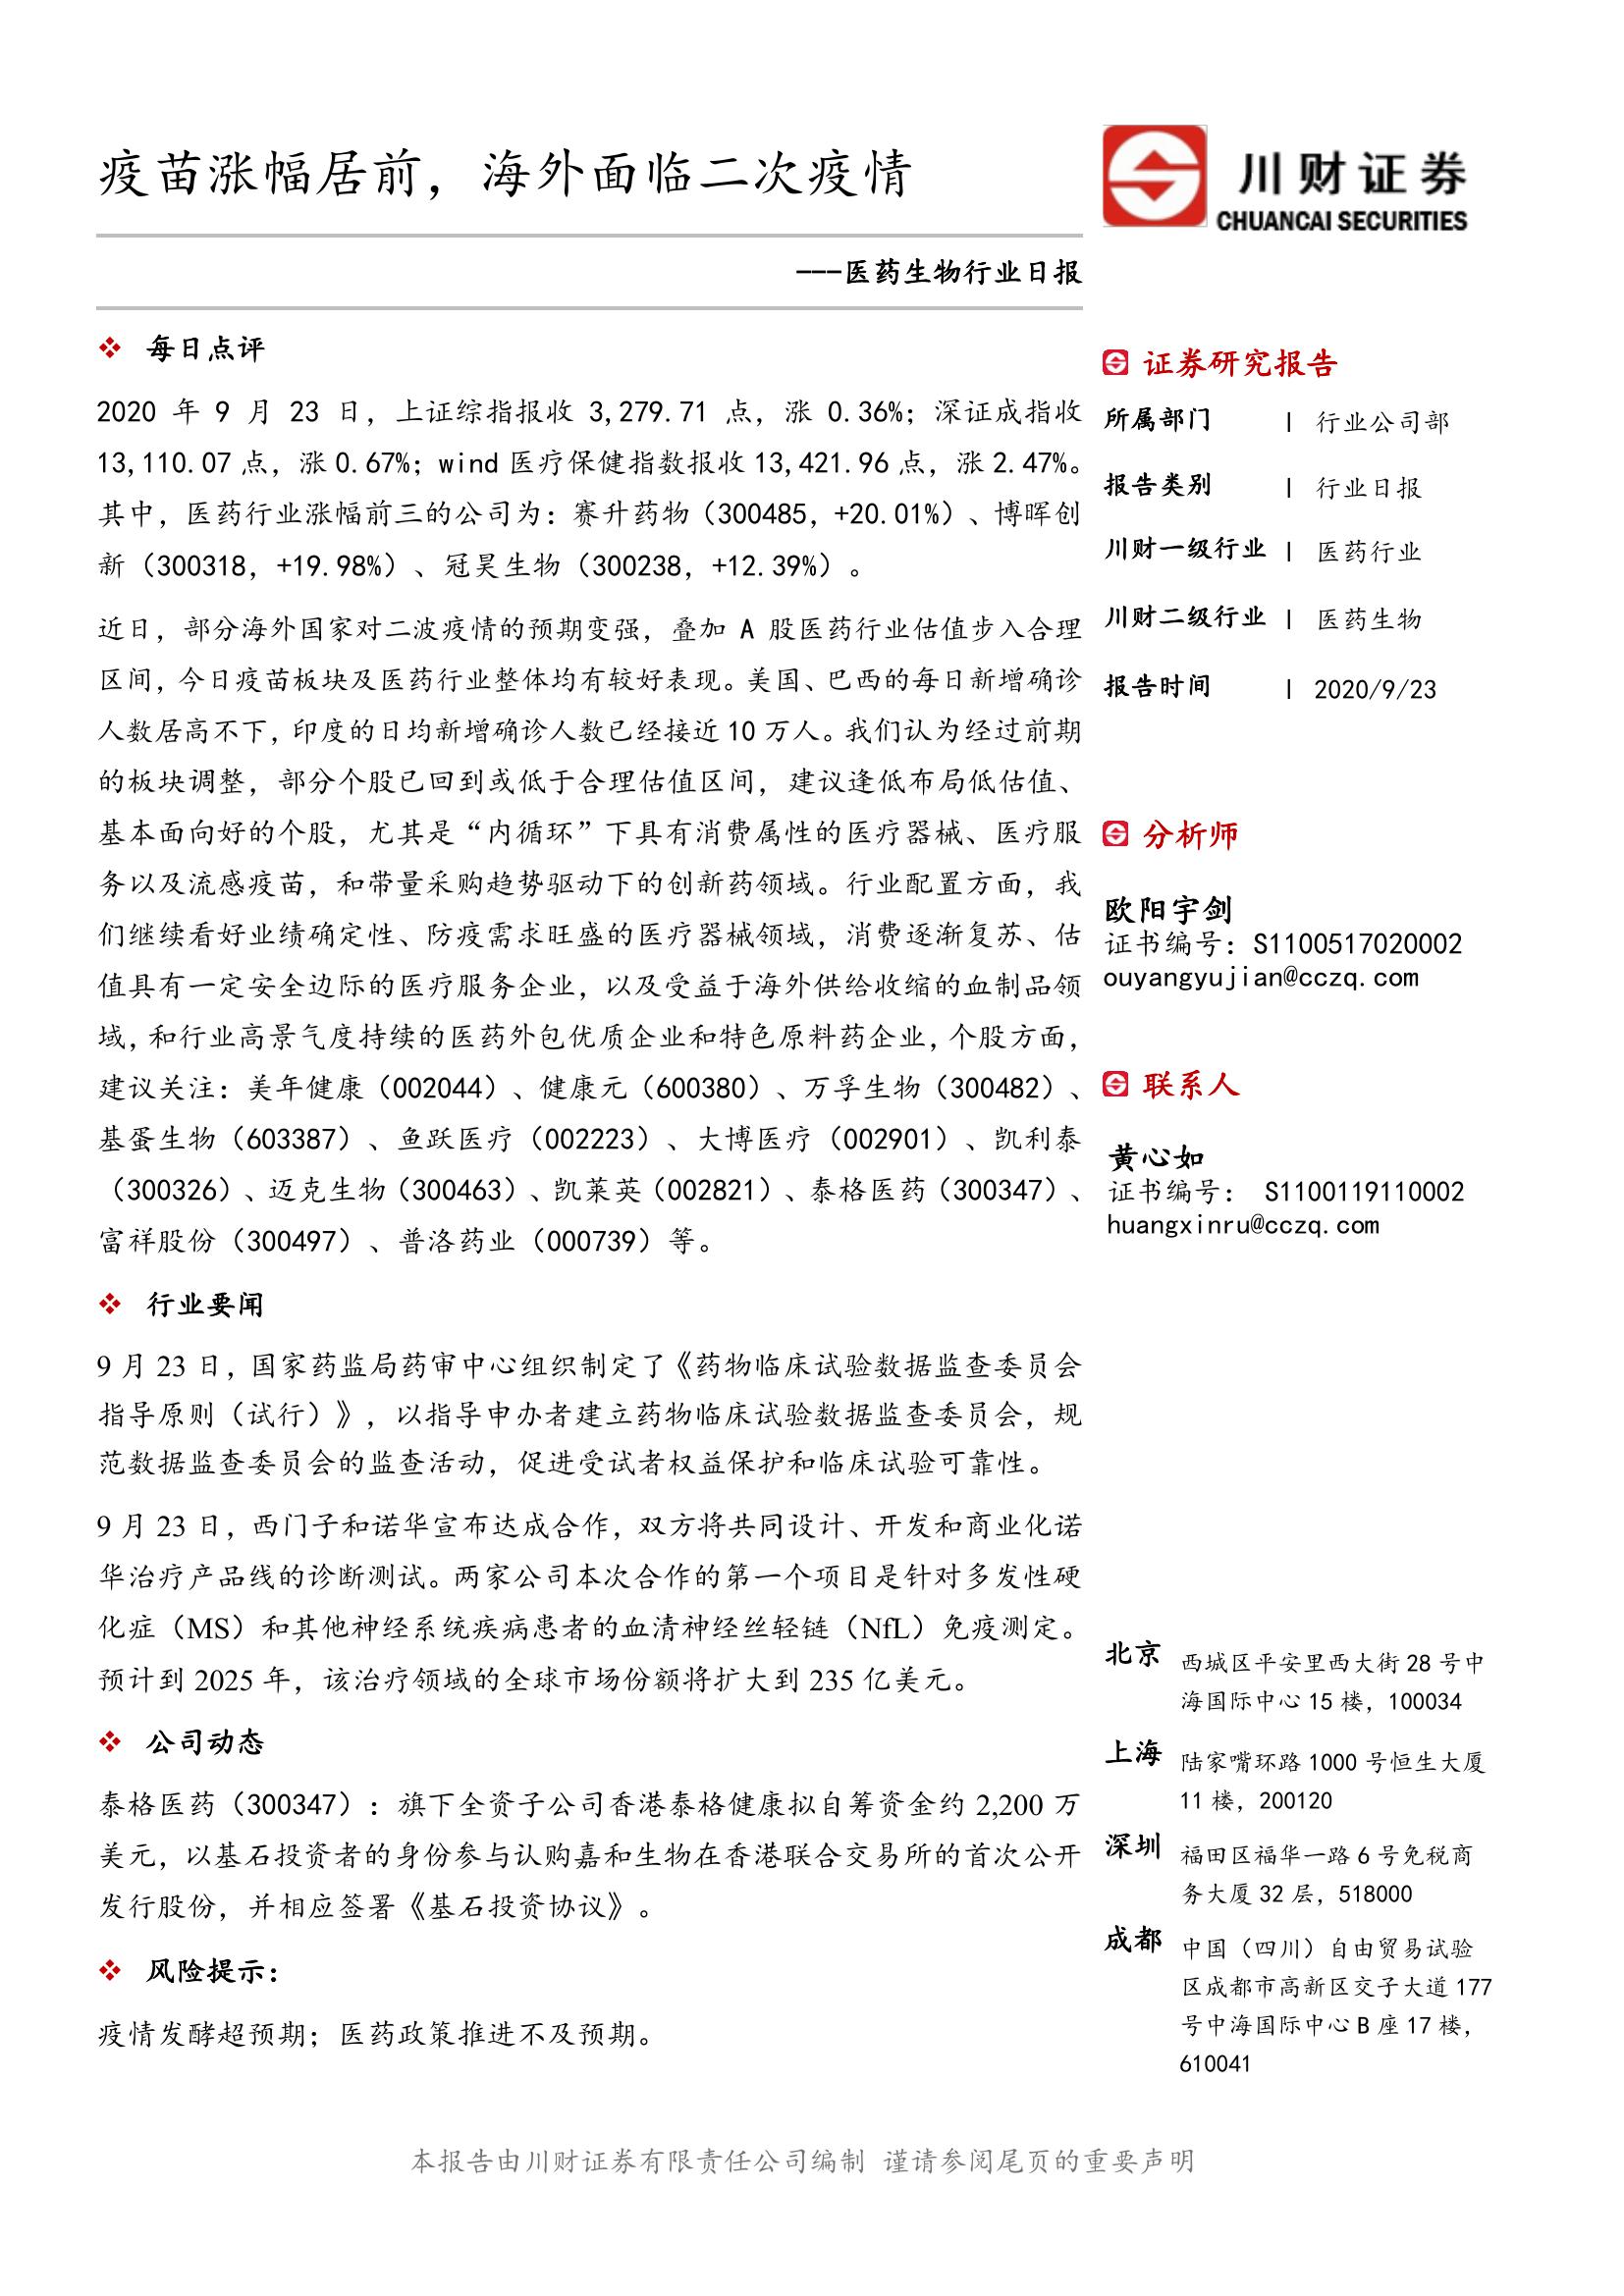 疫苗涨幅居前，海外面临二次疫情
川财证券
CHUANCAI SECURITIES
---医药生物行业日报
每日点评
2020 年 9 月 23 日，上证综指报收 3,279.71 点，涨 0.36%；深证成指收
13,110.07 点，涨 0.67%；wind 医疗保健指数报收 13,421.96 点，涨 2.47%。
其中，医药行业涨幅前三的公司为：赛升药物（300485，+20.01%）、博晖创
新（300318，+19.98%）、冠昊生物（300238，+12.39%）。
近日，部分海外国家对二波疫情的预期变强，叠加 A 股医药行业估值步入合理
区间，今日疫苗板块及医药行业整体均有较好表现。美国、巴西的每日新增确诊
人数居高不下，印度的日均新增确诊人数已经接近 10 万人。我们认为经过前期
的板块调整，部分个股已回到或低于合理估值区间，建议逢低布局低估值、
基本面向好的个股，尤其是“内循环”下具有消费属性的医疗器械、医疗服
务以及流感疫苗，和带量采购趋势驱动下的创新药领域。行业配置方面，我
们继续看好业绩确定性、防疫需求旺盛的医疗器械领域，消费逐渐复苏、估
值具有一定安全边际的医疗服务企业，以及受益于海外供给收缩的血制品领
域，和行业高景气度持续的医药外包优质企业和特色原料药企业，个股方面，
建议关注：美年健康（002044）、健康元（600380）、万孚生物（300482）、
基蛋生物（603387）、鱼跃医疗（002223）、大博医疗（002901）、凯利泰
（300326）、迈克生物（300463）、凯莱英（002821）、泰格医药（300347）、
富祥股份（300497）、普洛药业（000739）等。
行业要闻
9 月 23 日，国家药监局药审中心组织制定了《药物临床试验数据监查委员会
指导原则（试行）》，以指导申办者建立药物临床试验数据监查委员会，规
范数据监查委员会的监查活动，促进受试者权益保护和临床试验可靠性。
9 月 23 日，西门子和诺华宣布达成合作，双方将共同设计、开发和商业化诺
华治疗产品线的诊断测试。两家公司本次合作的第一个项目是针对多发性硬
化症（MS）和其他神经系统疾病患者的血清神经丝轻链（NfL）免疫测定。
预计到 2025 年，该治疗领域的全球市场份额将扩大到 235 亿美元。
公司动态
泰格医药（300347）：旗下全资子公司香港泰格健康拟自筹资金约 2,200 万
美元，以基石投资者的身份参与认购嘉和生物在香港联合交易所的首次公开
发行股份，并相应签署《基石投资协议》。
风险提示：
疫情发酵超预期；医药政策推进不及预期。
证券研究报告
所属部门 | 行业公司部
报告类别 | 行业日报
川财一级行业 | 医药行业
川财二级行业 | 医药生物
报告时间 | 2020/9/23
分析师
欧阳宇剑
证书编号：S1100517020002
ouyangyujian@cczq.com
联系人
黄心如
证书编号： S1100119110002
huangxinru@cczq.com
北京 西城区平安里西大街 28 号中
海国际中心 15 楼，100034
上海 陆家嘴环路 1000 号恒生大厦
11 楼，200120
深圳 福田区福华一路 6 号免税商
务大厦 32 层，518000
成都 中国（四川）自由贸易试验
区成都市高新区交子大道 177
号中海国际中心 B 座 17 楼，
610041
本报告由川财证券有限责任公司编制 谨请参阅尾页的重要声明